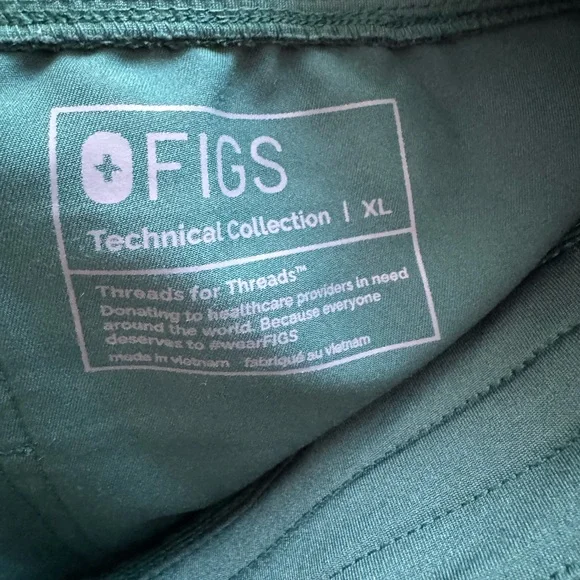 FIGS
Technical Collection | XL
Threads for Threads™
Donating to healthcare providers in need
around the world. Because everyone
deserves to #wearFIGS
made in vietnam fabriqué au vietnam